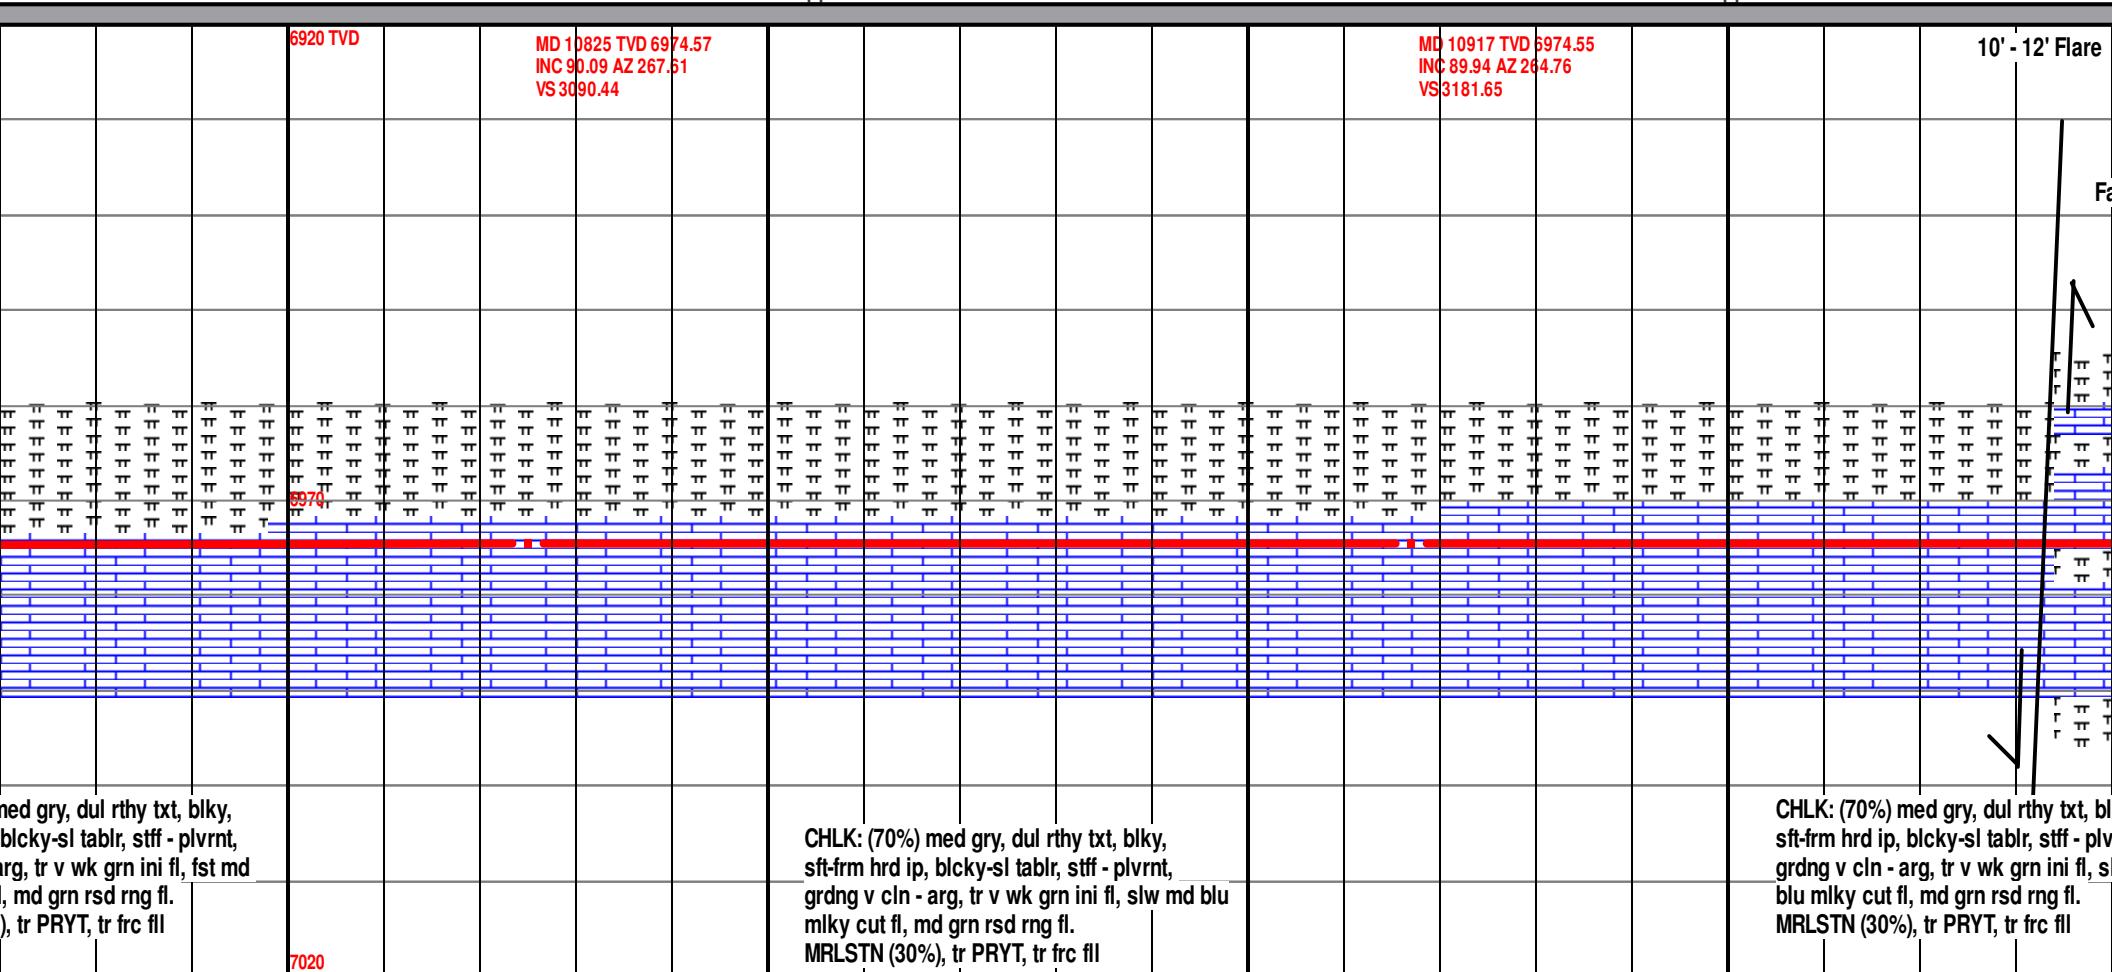 6920 TVD
MD 10825 TVD 6974.57
INC 90.09 AZ 267.61
VS 3090.44
MD 10917 TVD 6974.55
INC 89.94 AZ 264.76
VS 3181.65
10' - 12' Flare
6970
gry, dul rthy txt, blky,
blcky-sl tablr, stff - plvrnt,
tr v wk grn ini fl, fst md
md grn rsd rng fl.
tr PRYT, tr frc fll
CHLK: (70%) med gry, dul rthy txt, blky,
sft-frm hrd ip, blcky-sl tablr, stff - plvrnt,
grdng v cln - arg, tr v wk grn ini fl, slw md blu
mlky cut fl, md grn rsd rng fl.
MRLSTN (30%), tr PRYT, tr frc fll
CHLK: (70%) med gry, dul rthy txt,
sft-frm hrd ip, blcky-sl tablr, stff -
grdng v cln - arg, tr v wk grn ini fl,
blu mlky cut fl, md grn rsd rng fl.
MRLSTN (30%), tr PRYT, tr frc fll
7020